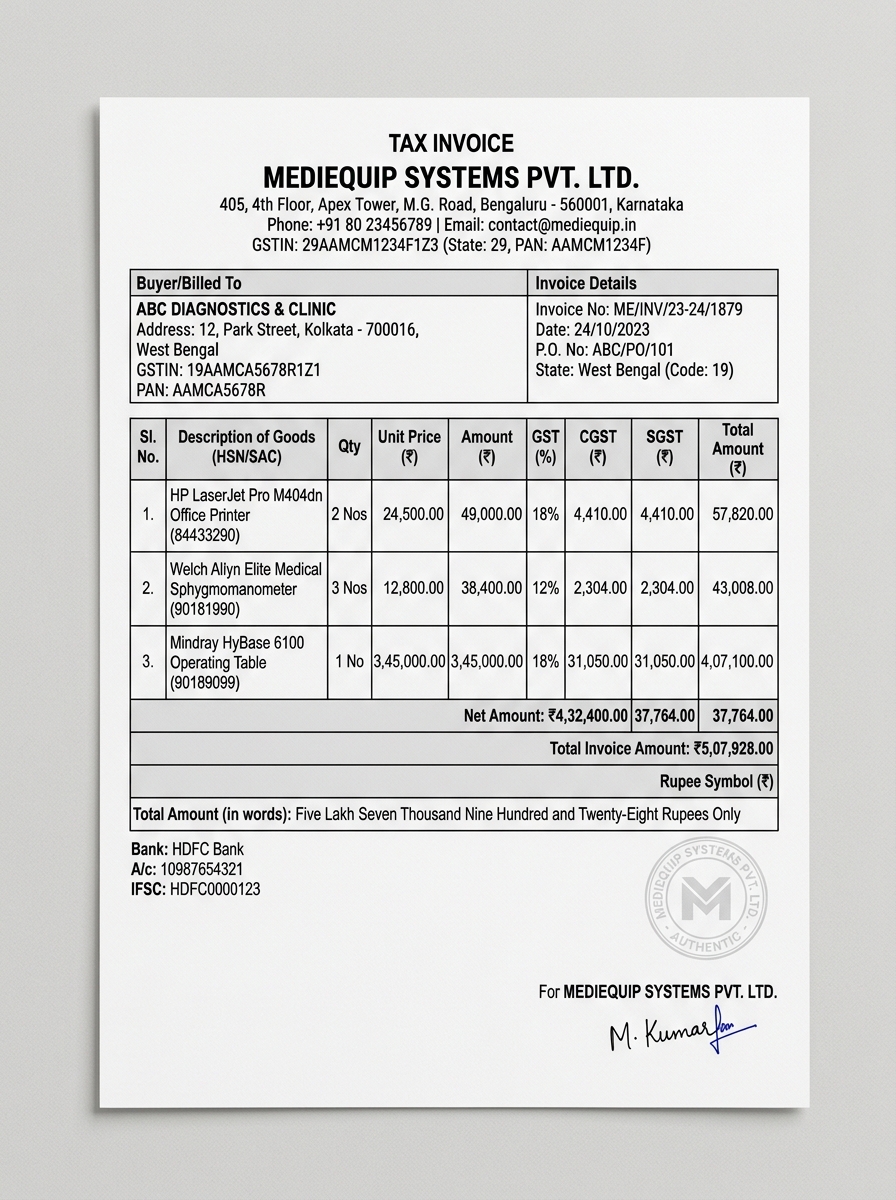 TAX INVOICE
MEDIEQUIP SYSTEMS PVT. LTD.
405, 4th Floor, Apex Tower, M.G. Road, Bengaluru - 560001, Karnataka
Phone: +91 80 23456789 | Email: contact@mediequip.in
GSTIN: 29AAMCM1234F1Z3 (State: 29, PAN: AAMCM1234F)
Buyer/Billed To
ABC DIAGNOSTICS & CLINIC
Address: 12, Park Street, Kolkata - 700016,
West Bengal
GSTIN: 19AAMCA5678R1Z1
PAN: AAMCA5678R
Invoice Details
Invoice No: ME/INV/23-24/1879
Date: 24/10/2023
P.O. No: ABC/PO/101
State: West Bengal (Code: 19)
Sl. No. Description of Goods (HSN/SAC) Qty Unit Price (₹) Amount (₹) GST (%) CGST (₹) SGST (₹) Total Amount (₹)
1. HP LaserJet Pro M404dn Office Printer (84433290) 2 Nos 24,500.00 49,000.00 18% 4,410.00 4,410.00 57,820.00
2. Welch Allyn Elite Medical Sphygmomanometer (90181990) 3 Nos 12,800.00 38,400.00 12% 2,304.00 2,304.00 43,008.00
3. Mindray HyBase 6100 Operating Table (90189099) 1 No 3,45,000.00 3,45,000.00 18% 31,050.00 31,050.00 4,07,100.00
Net Amount: ₹4,32,400.00 37,764.00 37,764.00
Total Invoice Amount: ₹5,07,928.00
Rupee Symbol (₹)
Total Amount (in words): Five Lakh Seven Thousand Nine Hundred and Twenty-Eight Rupees Only
Bank: HDFC Bank
A/c: 10987654321
IFSC: HDFC0000123
MEDIEQUIP SYSTEMS PVT. LTD.
M
- AUTHENTIC -
For MEDIEQUIP SYSTEMS PVT. LTD.
M. Kumar